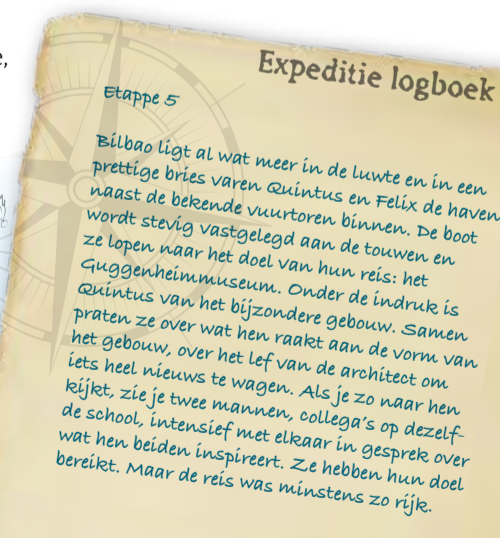 e,
Expeditie logboek
Etappe 5
Bilbao ligt al wat meer in de luwte en in een
prettige bries varen Quintus en Felix de haven
naast de bekende vuurtoren binnen. De boot
wordt stevig vastgelegd aan de touwen en
ze lopen naar het doel van hun reis: het
Guggenheimmuseum. Onder de indruk is
Quintus van het bijzondere gebouw. Samen
praten ze over wat hen raakt aan de vorm van
het gebouw, over het lef van de architect om
iets heel nieuws te wagen. Als je zo naar hen
kijkt, zie je twee mannen, collega's op dezelf-
de school, intensief met elkaar in gesprek over
wat hen beiden inspireert. Ze hebben hun doel
bereikt. Maar de reis was minstens zo rijk.